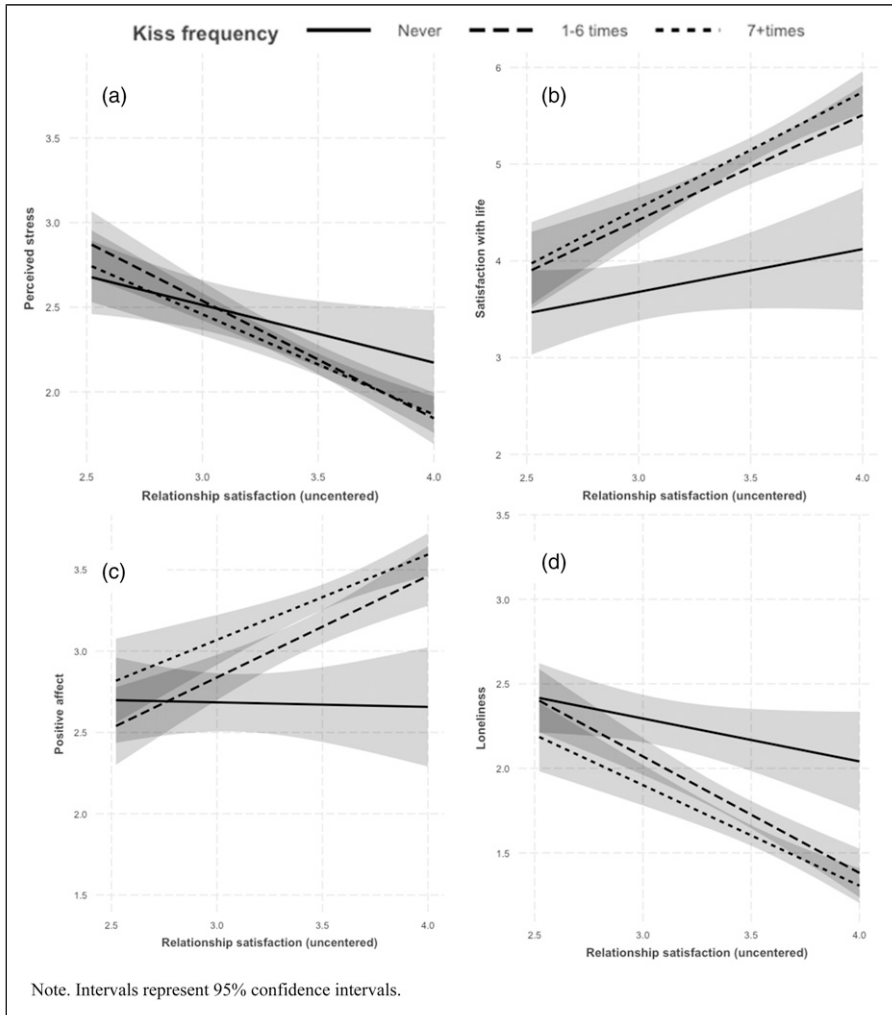 Kiss frequency Never 1-6 times 7+times
(a)
3.5
3.0
2.5
2.0
Perceived stress
2.5 3.0 3.5 4.0
Relationship satisfaction (uncentered)
(b)
6
5
4
3
2
Satisfaction with life
2.5 3.0 3.5 4.0
Relationship satisfaction (uncentered)
(c)
3.5
3.0
2.5
2.0
1.5
Positive affect
2.5 3.0 3.5 4.0
Relationship satisfaction (uncentered)
(d)
3.5
3.0
2.5
2.0
1.5
Loneliness
2.5 3.0 3.5 4.0
Relationship satisfaction (uncentered)
Note. Intervals represent 95% confidence intervals.